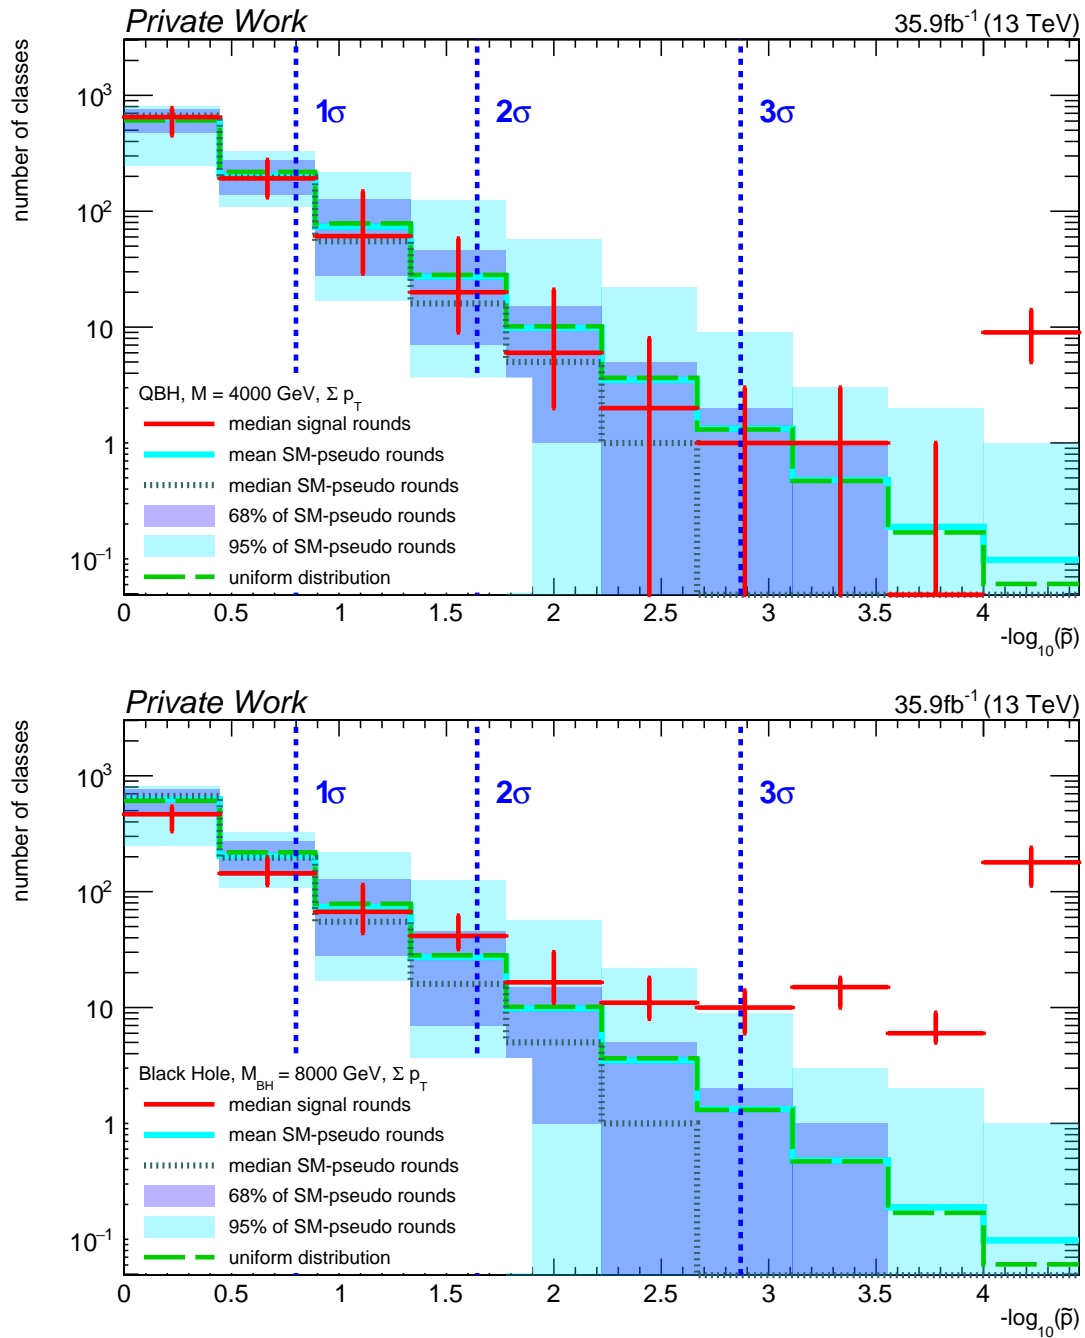 Private Work 35.9fb⁻¹ (13 TeV)
number of classes
10³
10²
10
1
10⁻¹
1σ 2σ 3σ
QBH, M = 4000 GeV, Σ p_T
median signal rounds
mean SM-pseudo rounds
median SM-pseudo rounds
68% of SM-pseudo rounds
95% of SM-pseudo rounds
uniform distribution
0 0.5 1 1.5 2 2.5 3 3.5 4
-log₁₀(p̃)
Private Work 35.9fb⁻¹ (13 TeV)
number of classes
10³
10²
10
1
10⁻¹
1σ 2σ 3σ
Black Hole, M_BH = 8000 GeV, Σ p_T
median signal rounds
mean SM-pseudo rounds
median SM-pseudo rounds
68% of SM-pseudo rounds
95% of SM-pseudo rounds
uniform distribution
0 0.5 1 1.5 2 2.5 3 3.5 4
-log₁₀(p̃)